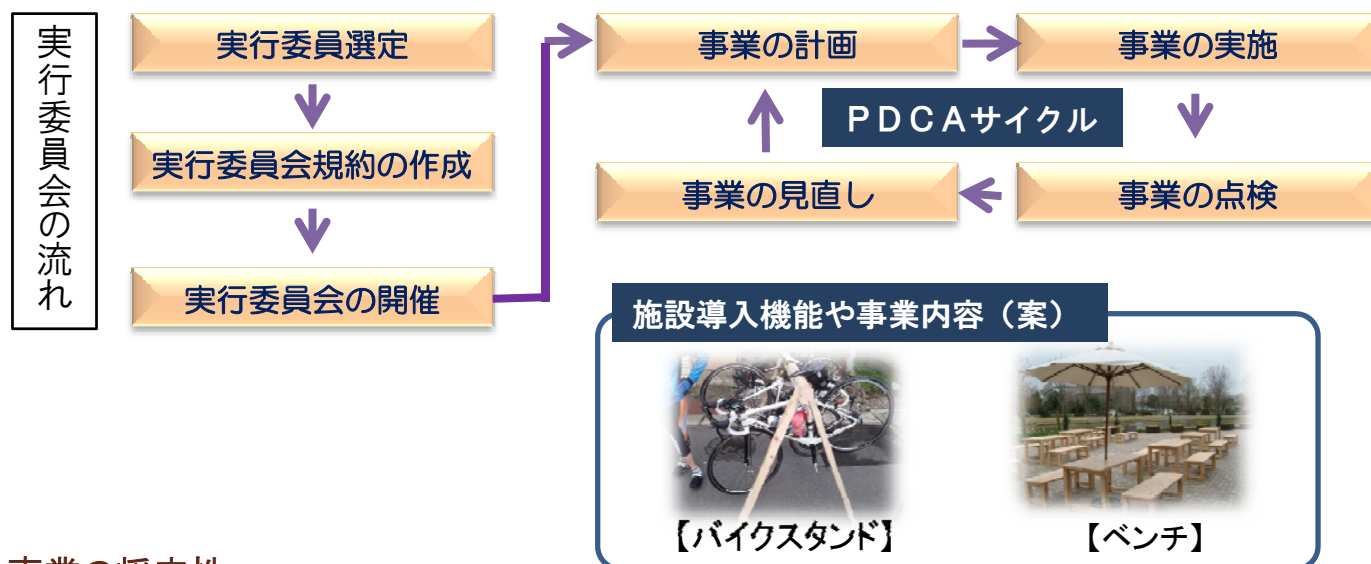 実行委員会の流れ
実行委員選定
実行委員会規約の作成
実行委員会の開催
事業の計画
事業の実施
PDCAサイクル
事業の見直し
事業の点検
施設導入機能や事業内容（案）
【バイクスタンド】
【ベンチ】